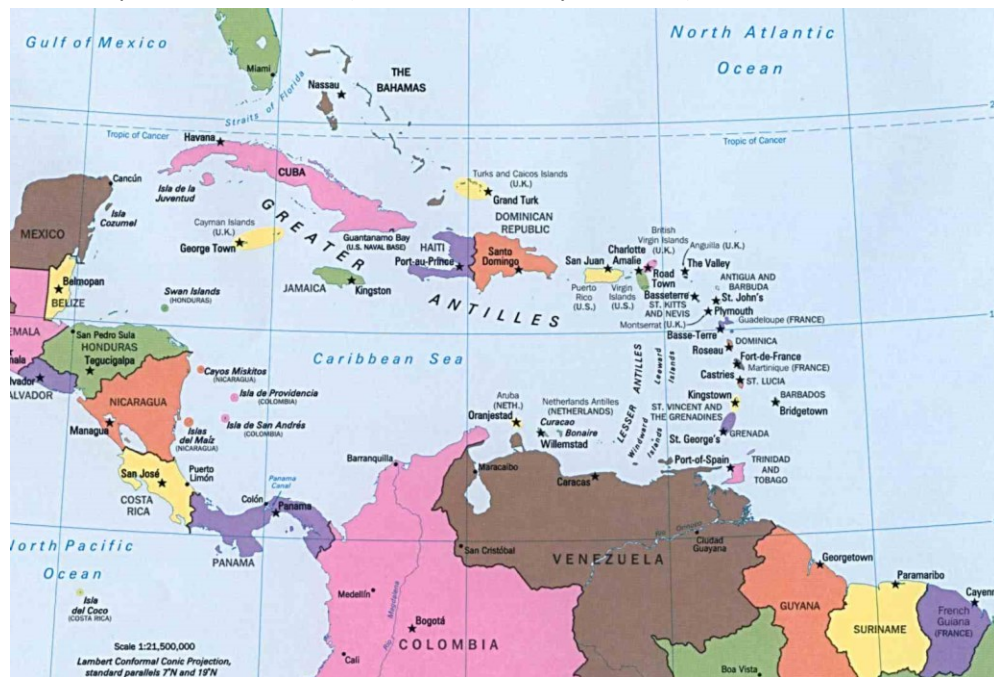 Gulf of Mexico
North Atlantic
Ocean
Miami
Straits of Florida
Nassau
THE
BAHAMAS
Tropic of Cancer
Tropic of Cancer
Havana
CUBA
Cancún
Isla
Cozumel
Isla de la
Juventud
MEXICO
Cayman Islands
(U.K.)
George Town
GREATER
ANTILLES
Turks and Caicos Islands
(U.K.)
Grand Turk
Guantanamo Bay
(U.S. NAVAL BASE)
HAITI
Port-au-Prince
DOMINICAN
REPUBLIC
Santo
Domingo
JAMAICA
Kingston
San Juan
Puerto
Rico
(U.S.)
Charlotte
Amalie
Virgin
Islands
(U.S.)
British
Virgin Islands
(U.K.)
Road
Town
Anguilla (U.K.)
The Valley
ANTIGUA AND
BARBUDA
St. John's
Basseterre
ST. KITTS
AND NEVIS
Plymouth
Montserrat (U.K.)
Guadeloupe (FRANCE)
Basse-Terre
DOMINICA
Roseau
Fort-de-France
Martinique (FRANCE)
Castries
ST. LUCIA
Kingstown
ST. VINCENT AND
THE GRENADINES
BARBADOS
Bridgetown
St. George's
GRENADA
Port-of-Spain
TRINIDAD
AND
TOBAGO
LESSER ANTILLES
Leeward
Islands
Windward
Islands
Belmopan
BELIZE
Swan Islands
(HONDURAS)
EMALA
mala
San Pedro Sula
HONDURAS
Tegucigalpa
lvador
ALVADOR
Caribbean Sea
NICARAGUA
Managua
Cayos Miskitos
(NICARAGUA)
Isla de Providencia
(COLOMBIA)
Isla de San Andrés
(COLOMBIA)
Islas
del Maíz
(NICARAGUA)
Aruba
(NETH.)
Oranjestad
Netherlands Antilles
(NETHERLANDS)
Curacao
Bonaire
Willemstad
San José
COSTA
RICA
Puerto
Limón
Colón
Panama
Canal
Panama
PANAMA
Barranquilla
Maracaibo
Caracas
San Cristóbal
VENEZUELA
Río Orinoco
Ciudad
Guayana
Georgetown
GUYANA
Paramaribo
SURINAME
Cayenn
French
Guiana
(FRANCE)
North Pacific
Ocean
Isla
del Coco
(COSTA RICA)
Medellín
Río Magdalena
Bogotá
COLOMBIA
Cali
Boa Vista
Scale 1:21,500,000
Lambert Conformal Conic Projection,
standard parallels 7°N and 19°N